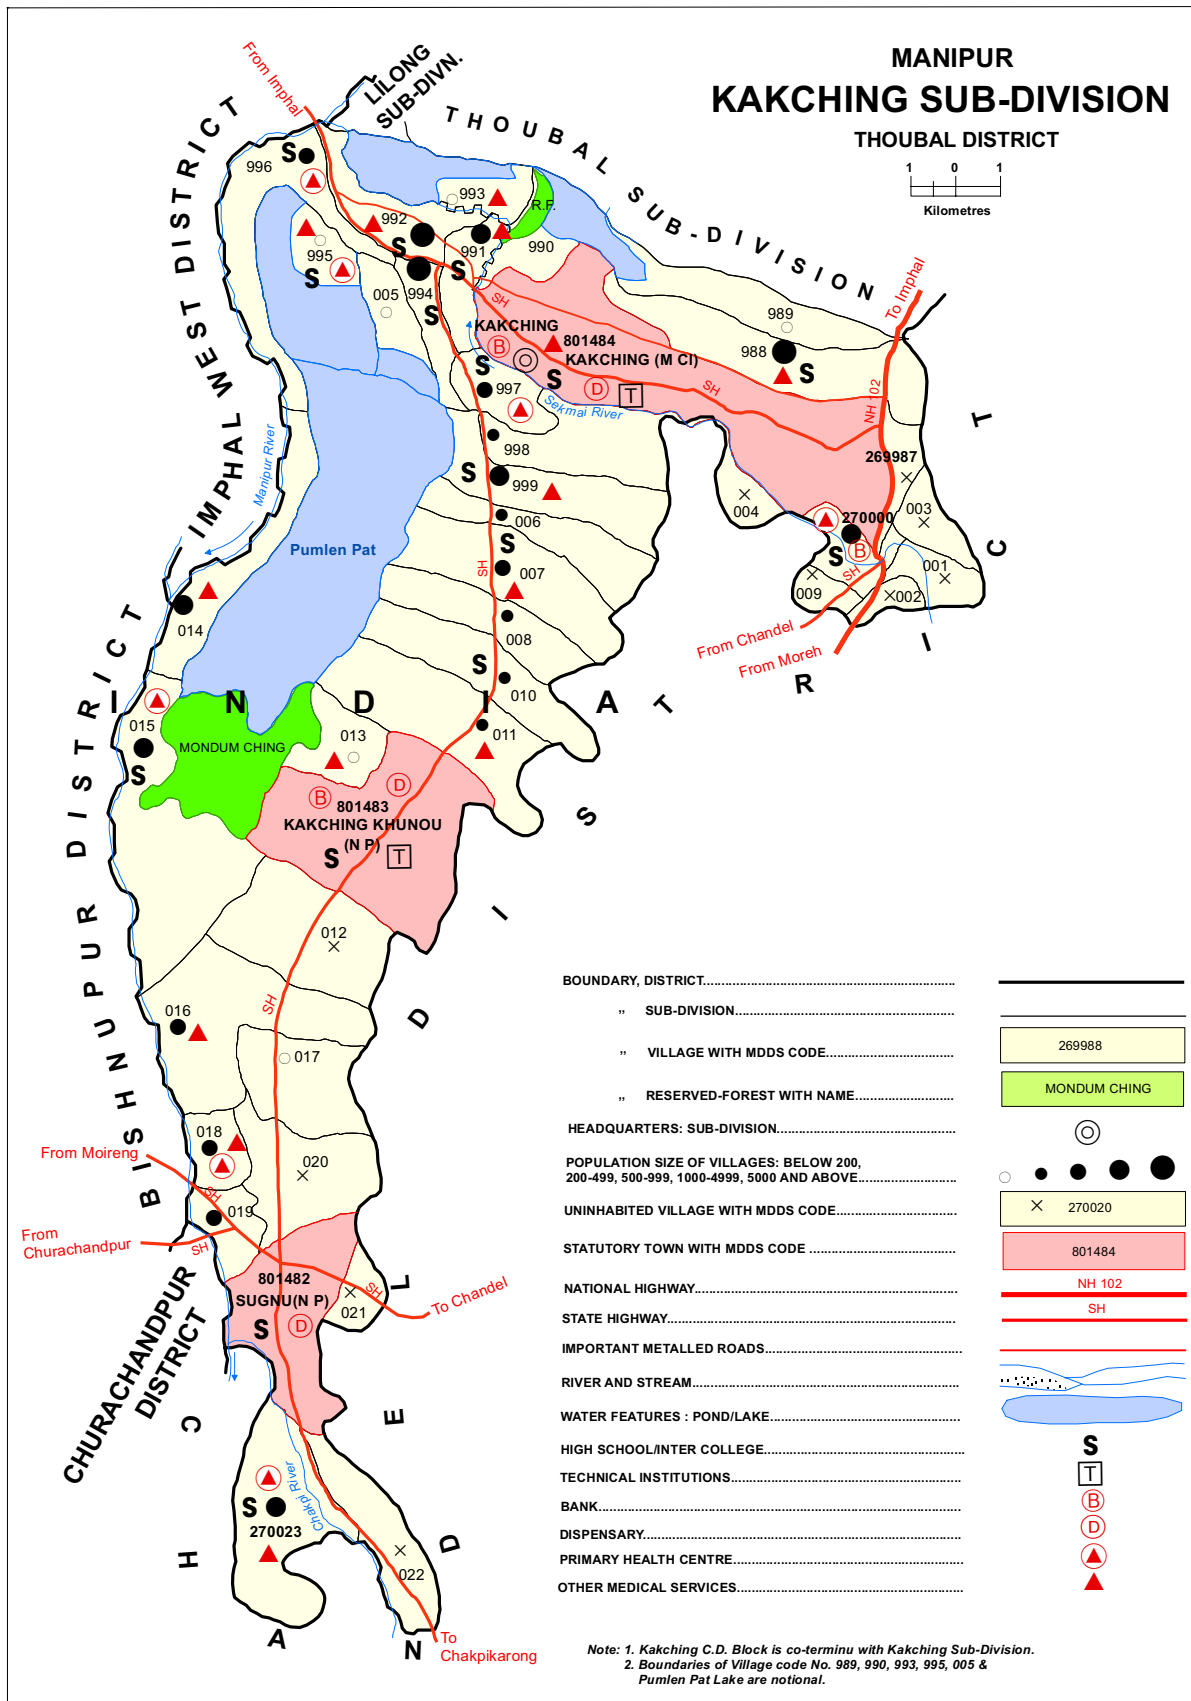 MANIPUR
KAKCHING SUB-DIVISION
THOUBAL DISTRICT
1 0 1
Kilometres
From Imphal
LILONG
SUB-DIVN.
THOUBAL SUB-DIVISION
IMPHAL WEST DISTRICT
BISHNUPUR DISTRICT
CHURACHANDPUR
DISTRICT
CHANDEL DISTRICT
INDIA
To Imphal
996
S
993
R.F.
992
S
991
990
995
S
994
S
005
S
SH
989
KAKCHING
B
801484
KAKCHING (M Cl)
988
S
S
S
D
T
SH
997
Sekmai River
NH 102
998
269987
S
999
004
003
006
270000
Manipur River
S
S
B
Pumlen Pat
SH
007
009
SH
001
002
014
008
From Chandel
From Moreh
S
010
015
S
MONDUM CHING
013
011
B
D
801483
KAKCHING KHUNOU
(N P)
S
T
012
SH
016
017
018
From Moireng
020
SH
019
From
Churachandpur
SH
801482
SUGNU(N P)
SH
To Chandel
021
S
D
Chakpi River
S
270023
022
To
Chakpikarong
BOUNDARY, DISTRICT
,, SUB-DIVISION
,, VILLAGE WITH MDDS CODE
269988
,, RESERVED-FOREST WITH NAME
MONDUM CHING
HEADQUARTERS: SUB-DIVISION
POPULATION SIZE OF VILLAGES: BELOW 200,
200-499, 500-999, 1000-4999, 5000 AND ABOVE
UNINHABITED VILLAGE WITH MDDS CODE
270020
STATUTORY TOWN WITH MDDS CODE
801484
NATIONAL HIGHWAY
NH 102
STATE HIGHWAY
SH
IMPORTANT METALLED ROADS
RIVER AND STREAM
WATER FEATURES : POND/LAKE
HIGH SCHOOL/INTER COLLEGE
S
TECHNICAL INSTITUTIONS
T
BANK
B
DISPENSARY
D
PRIMARY HEALTH CENTRE
OTHER MEDICAL SERVICES
Note: 1. Kakching C.D. Block is co-terminu with Kakching Sub-Division.
2. Boundaries of Village code No. 989, 990, 993, 995, 005 &
Pumlen Pat Lake are notional.